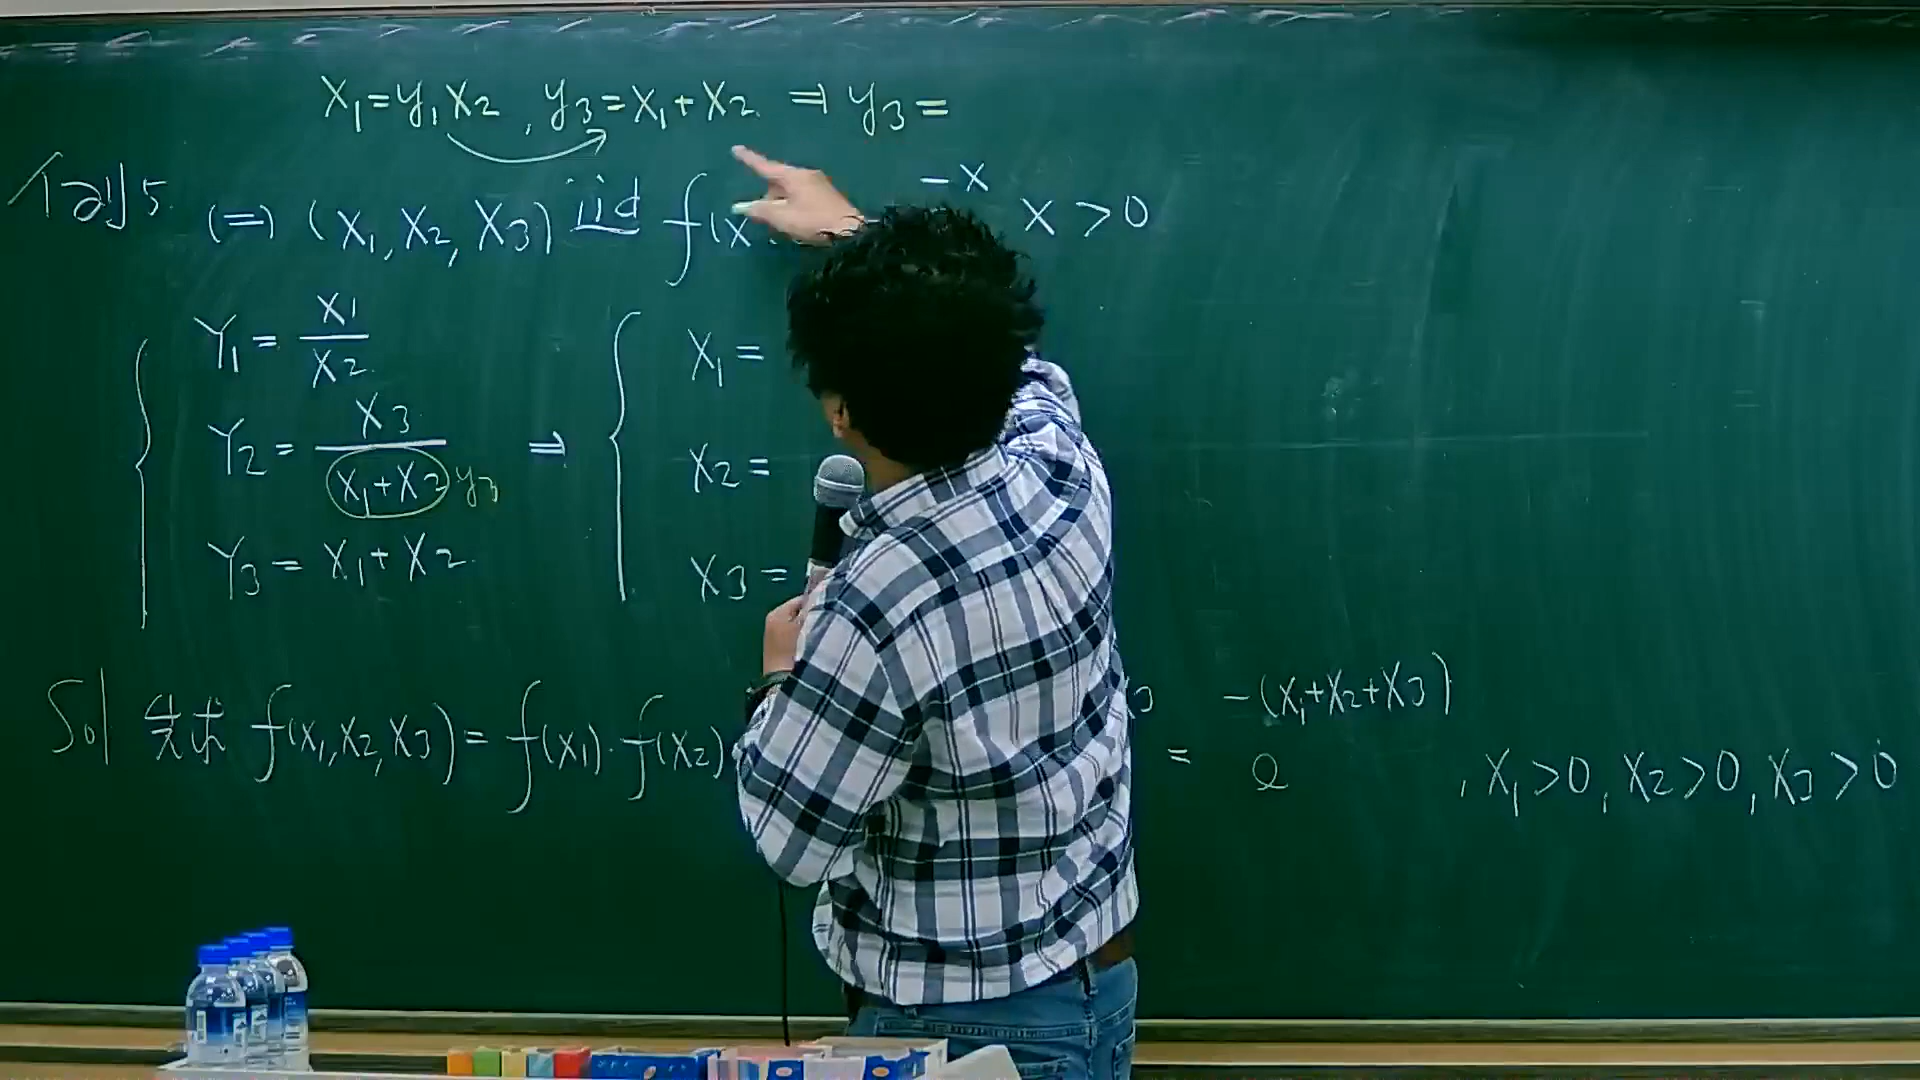 x₁=y₁x₂, y₃=x₁+x₂ ⇒ y₃=
例5 (=) (X₁, X₂, X₃) iid f(x -x x>0
Y₁ = X₁/X₂
Y₂ = X₃/(X₁+X₂) y₃
Y₃ = X₁+X₂
⇒
X₁ =
X₂ =
X₃ =
Sol 先求 f(x₁,x₂,x₃) = f(x₁)·f(x₂) x₃ = e^-(x₁+x₂+x₃) , x₁>0, x₂>0, x₃>0